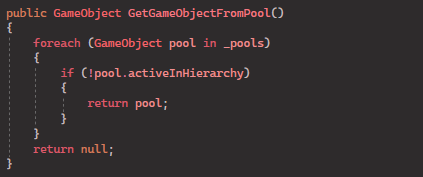 public GameObject GetGameObjectFromPool()
{
    foreach (GameObject pool in _pools)
    {
        if (!pool.activeInHierarchy)
        {
            return pool;
        }
    }
    return null;
}